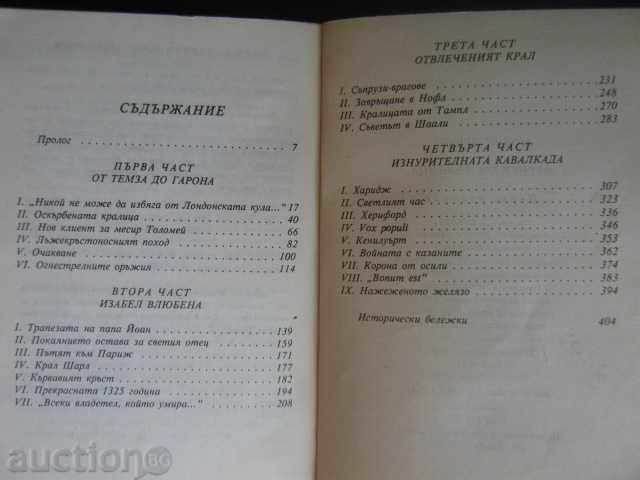 СЪДЪРЖАНИЕ
Пролог 7
ПЪРВА ЧАСТ
ОТ ТЕМЗА ДО ГАРОНА
I. „Никой не може да избяга от Лондонската кула..." 17
II. Оскърбената кралица 40
III. Нов клиент за месир Толомей 66
IV. Лъжекръстоносният поход 82
V. Очакване 100
VI. Огнестрелните оръжия 114
ВТОРА ЧАСТ
ИЗАБЕЛ ВЛЮБЕНА
I. Трапезата на папа Йоан 139
II. Покаянието остава за светия отец 159
III. Пътят към Париж 171
IV. Крал Шарл 177
V. Кървавият кръст 182
VI. Прекрасната 1325 година 194
VII. „Всеки владетел, който умира..." 208
ТРЕТА ЧАСТ
ОТВЛЕЧЕНИЯТ КРАЛ
I. Съпрузи-врагове 231
II. Завръщане в Нофл 248
III. Кралицата от Тампл 270
IV. Съветът в Шаали 283
ЧЕТВЪРТА ЧАСТ
ИЗНУРИТЕЛНАТА КАВАЛКАДА
I. Харидж 307
II. Светлият час 323
III. Херифорд 336
IV. Vox populi 346
V. Кенилуърт 353
VI. Войната с казаните 362
VII. Корона от осили 374
VIII. „Bonum est" 383
IX. Нажеженото желязо 394
Исторически бележки 404
auction BG